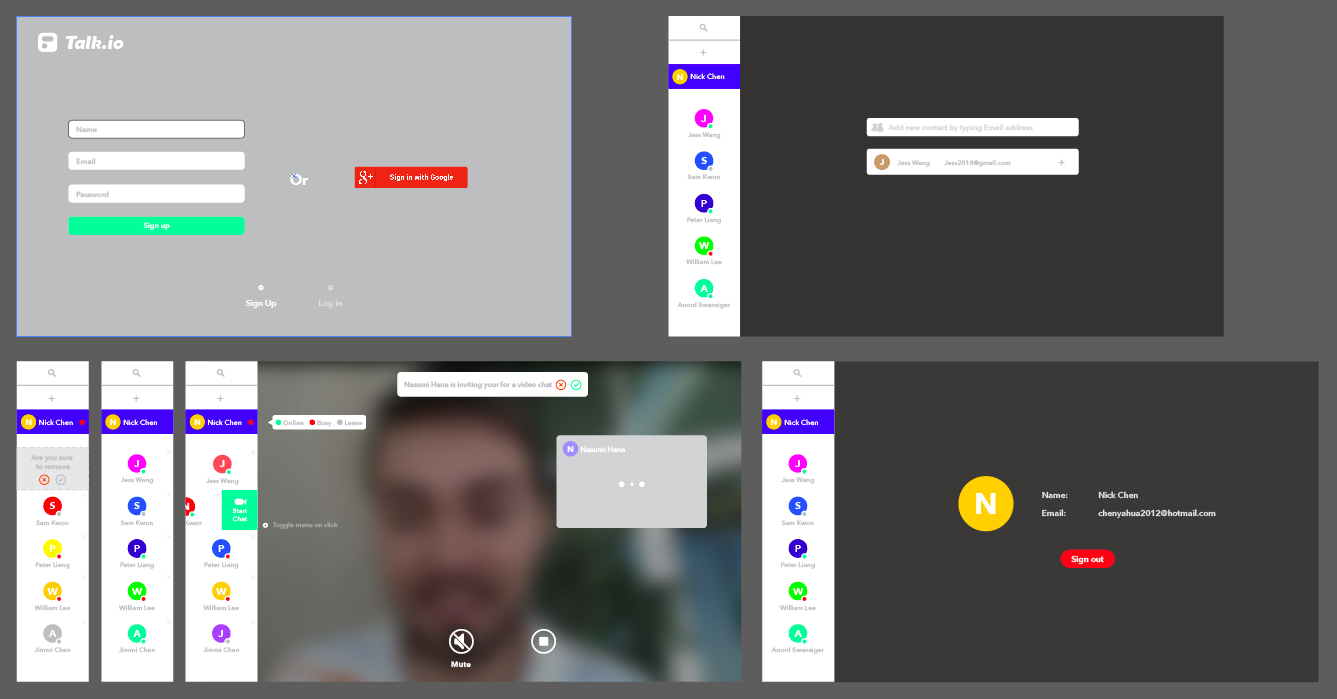 Talk.io
Name
Email
Password
Sign up
Or
g+ Sign in with Google
Sign Up
Log in
N Nick Chen
J
Jess Wang
S
Sam Kwon
P
Peter Liang
W
William Lee
A
Anord Swansiger
Add new contact by typing Email address
J Jess Wang Jess2018@gmail.com
N Nick Chen
Are you sure
to remove
S
Sam Kwon
P
Peter Liang
W
William Lee
A
Jimmi Chen
N Nick Chen
J
Jess Wang
S
Sam Kwon
P
Peter Liang
W
William Lee
A
Jimmi Chen
N Nick Chen
J
Jess Wang
N
Kwon
Start
Chat
P
Peter Liang
W
William Lee
J
Jimmi Chen
Nasumi Hana is inviting your for a video chat
Online Busy Leave
N Nasumi Hana
Toggle menu on click
Mute
N Nick Chen
J
Jess Wang
S
Sam Kwon
P
Peter Liang
W
William Lee
A
Anord Swansiger
N
Name: Nick Chen
Email: chenyahua2012@hotmail.com
Sign out